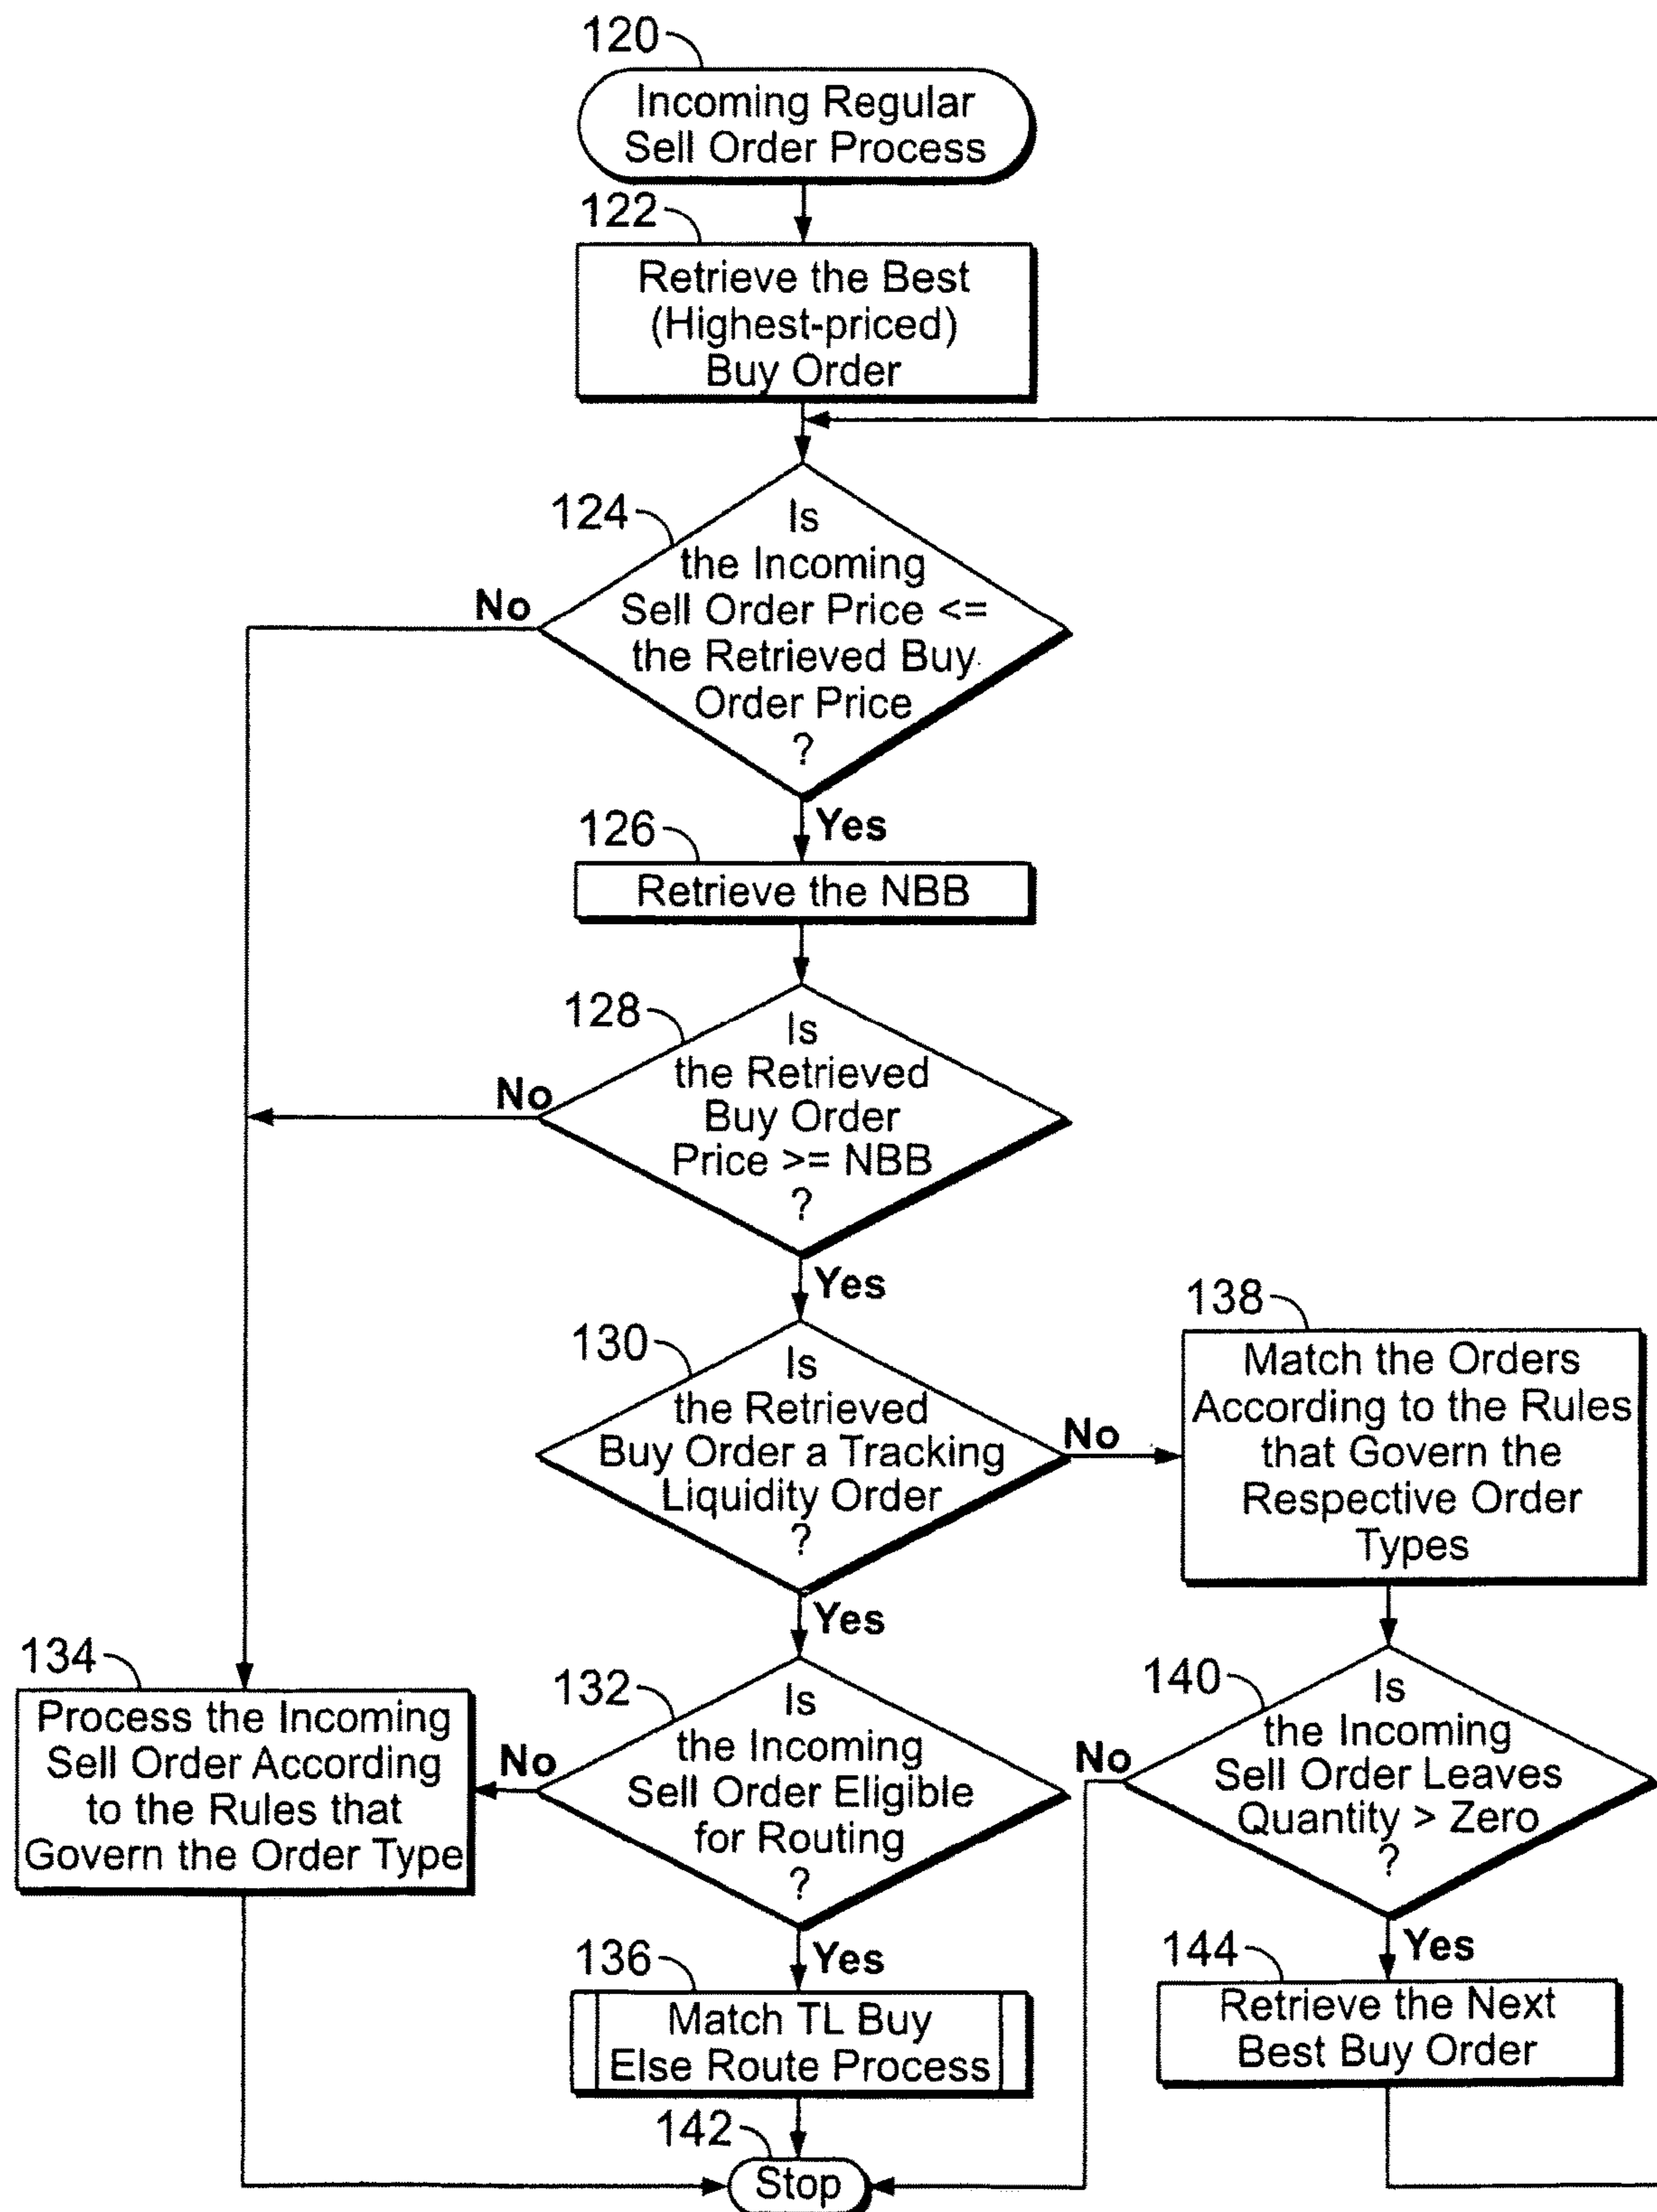 120
Incoming Regular
Sell Order Process
122
Retrieve the Best
(Highest-priced)
Buy Order
124
Is
the Incoming
Sell Order Price <=
the Retrieved Buy
Order Price
?
No
Yes
126
Retrieve the NBB
128
Is
the Retrieved
Buy Order
Price >= NBB
?
No
Yes
130
Is
the Retrieved
Buy Order a Tracking
Liquidity Order
?
No
Yes
138
Match the Orders
According to the Rules
that Govern the
Respective Order
Types
134
Process the Incoming
Sell Order According
to the Rules that
Govern the Order Type
132
Is
the Incoming
Sell Order Eligible
for Routing
?
No
Yes
140
Is
the Incoming
Sell Order Leaves
Quantity > Zero
?
No
Yes
136
Match TL Buy
Else Route Process
144
Retrieve the Next
Best Buy Order
142
Stop